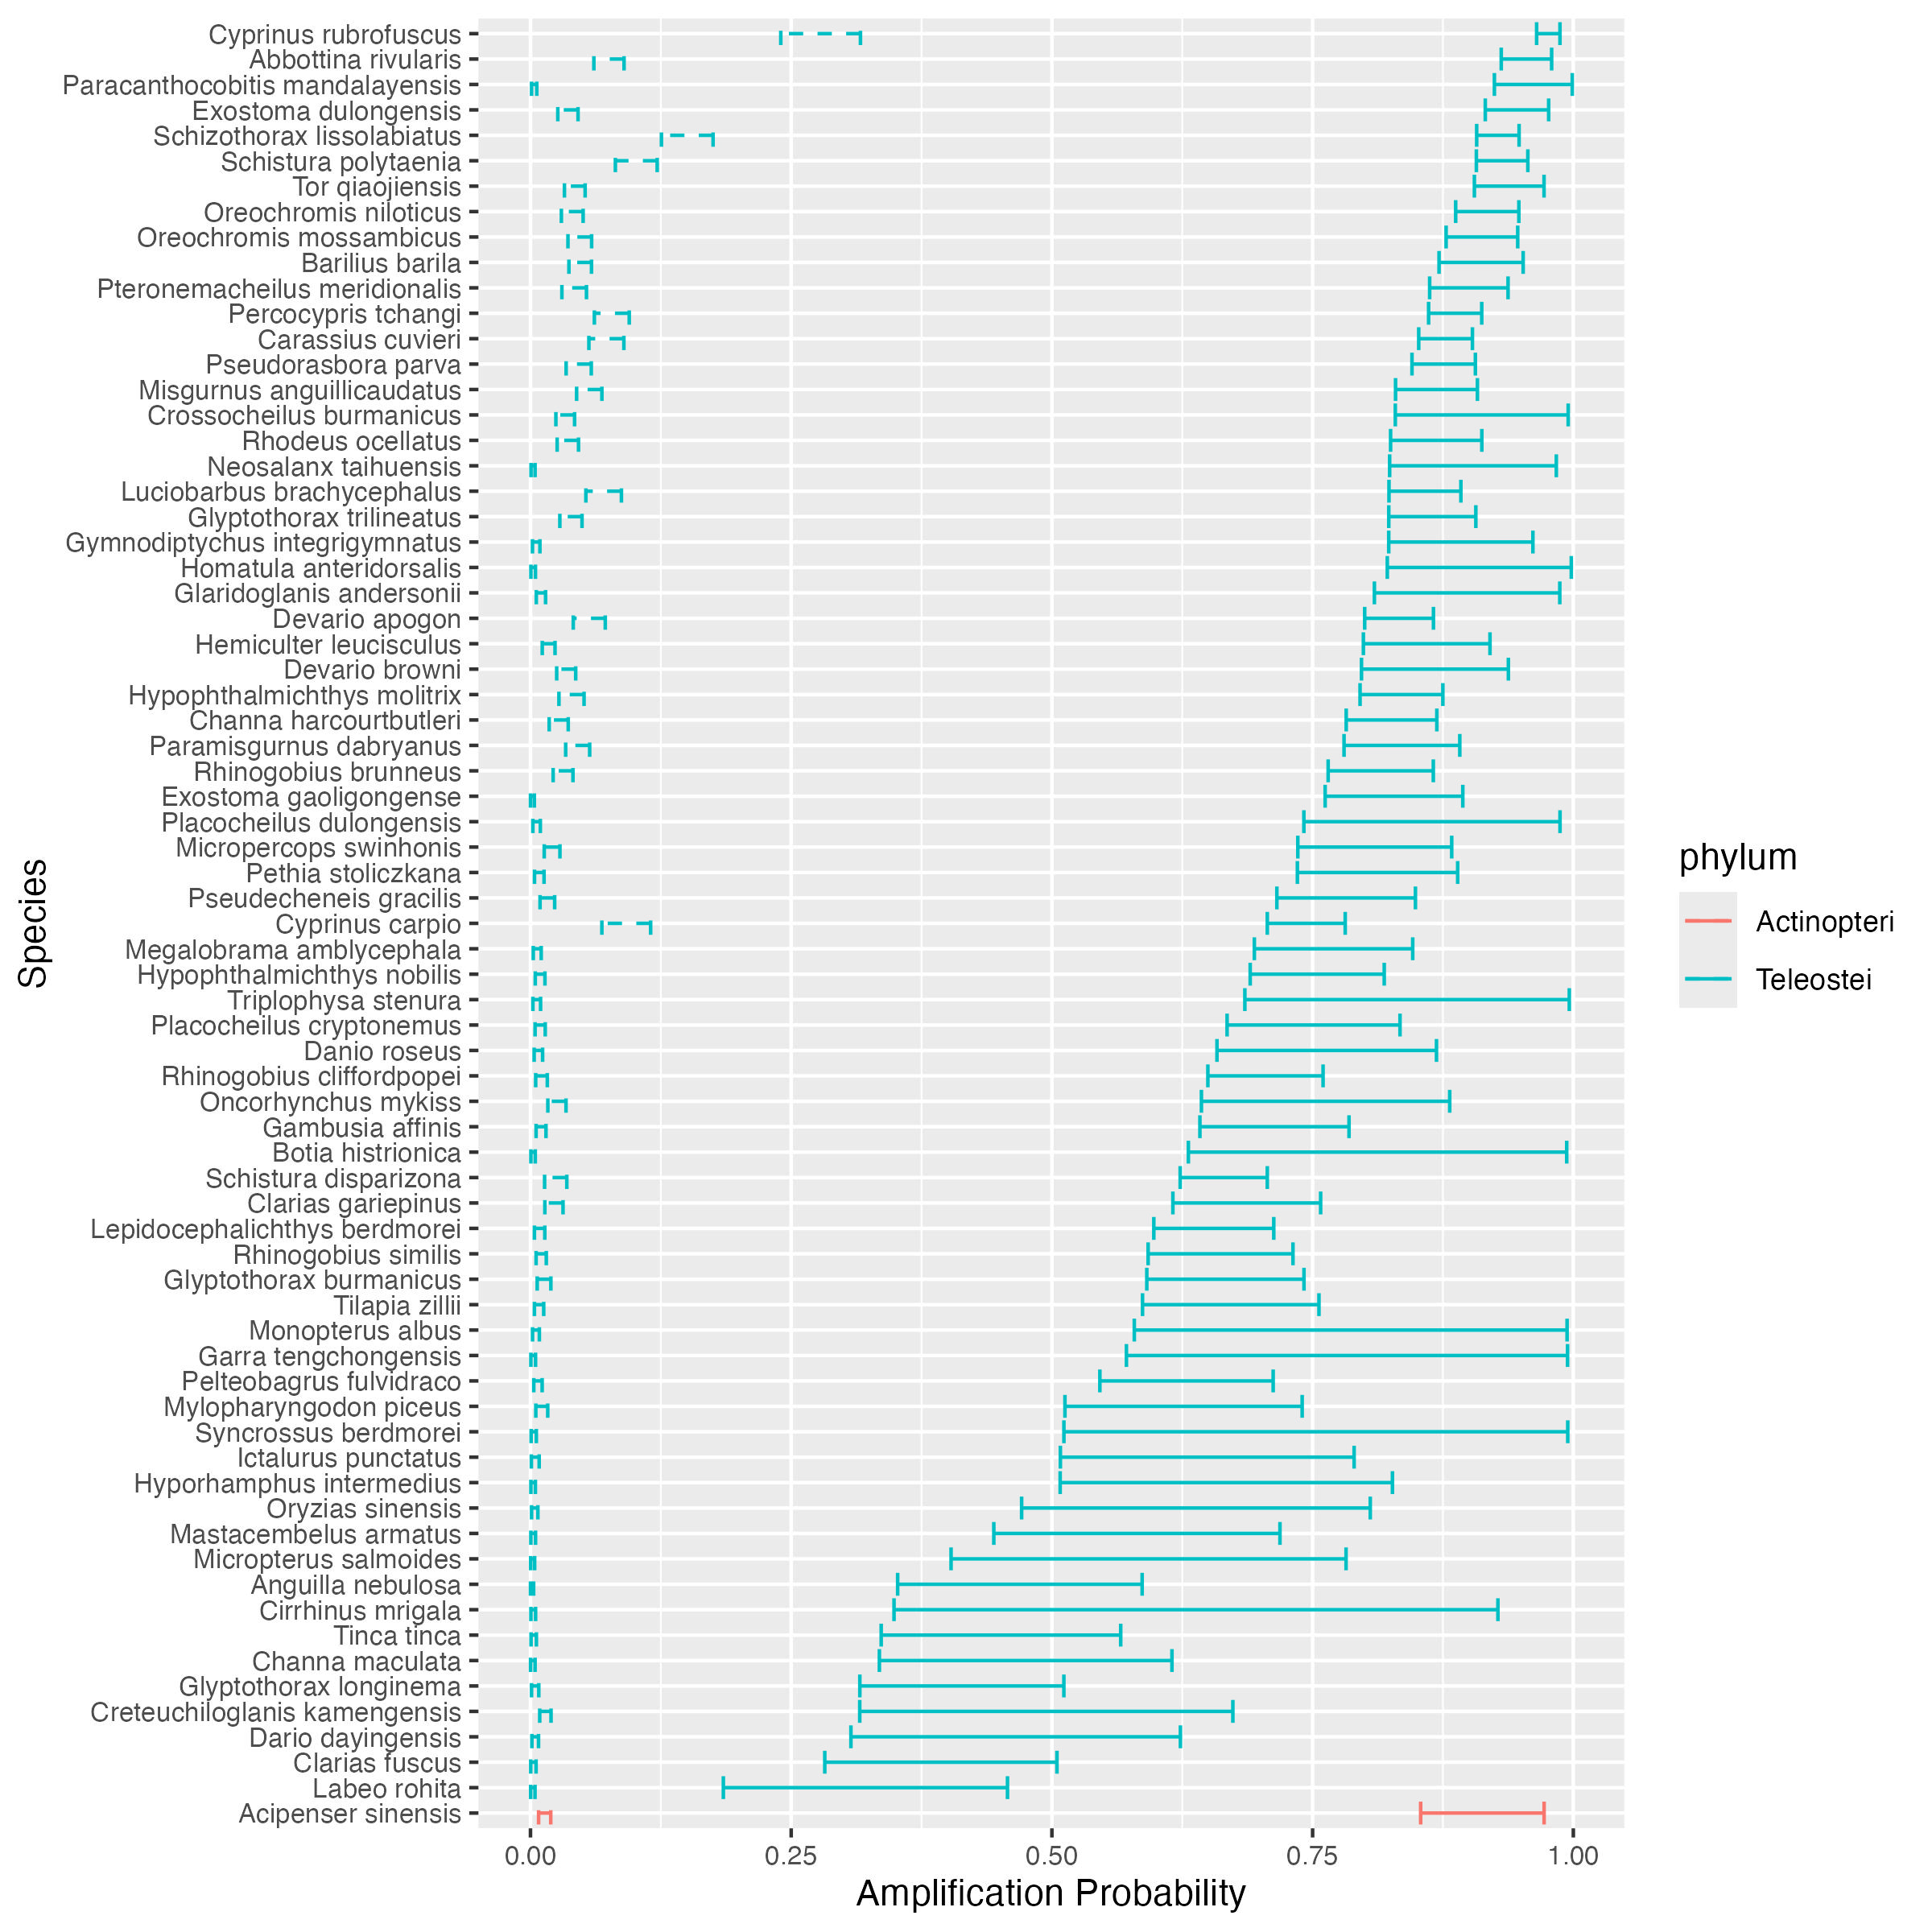 Cyprinus rubrofuscus
Abbottina rivularis
Paracanthocobitis mandalayensis
Exostoma dulongensis
Schizothorax lissolabiatus
Schistura polytaenia
Tor qiaojiensis
Oreochromis niloticus
Oreochromis mossambicus
Barilius barila
Pteronemacheilus meridionalis
Percocypris tchangi
Carassius cuvieri
Pseudorasbora parva
Misgurnus anguillicaudatus
Crossocheilus burmanicus
Rhodeus ocellatus
Neosalanx taihuensis
Luciobarbus brachycephalus
Glyptothorax trilineatus
Gymnodiptychus integrigymnatus
Homatula anteridorsalis
Glaridoglanis andersonii
Devario apogon
Hemiculter leucisculus
Devario browni
Hypophthalmichthys molitrix
Channa harcourtbutleri
Paramisgurnus dabryanus
Rhinogobius brunneus
Exostoma gaoligongense
Placocheilus dulongensis
Micropercops swinhonis
Pethia stoliczkana
Pseudecheneis gracilis
Cyprinus carpio
Megalobrama amblycephala
Hypophthalmichthys nobilis
Triplophysa stenura
Placocheilus cryptonemus
Danio roseus
Rhinogobius cliffordpopei
Oncorhynchus mykiss
Gambusia affinis
Botia histrionica
Schistura disparizona
Clarias gariepinus
Lepidocephalichthys berdmorei
Rhinogobius similis
Glyptothorax burmanicus
Tilapia zillii
Monopterus albus
Garra tengchongensis
Pelteobagrus fulvidraco
Mylopharyngodon piceus
Syncrossus berdmorei
Ictalurus punctatus
Hyporhamphus intermedius
Oryzias sinensis
Mastacembelus armatus
Micropterus salmoides
Anguilla nebulosa
Cirrhinus mrigala
Tinca tinca
Channa maculata
Glyptothorax longinema
Creteuchiloglanis kamengensis
Dario dayingensis
Clarias fuscus
Labeo rohita
Acipenser sinensis
Species
0.00 0.25 0.50 0.75 1.00
Amplification Probability
phylum
Actinopteri
Teleostei